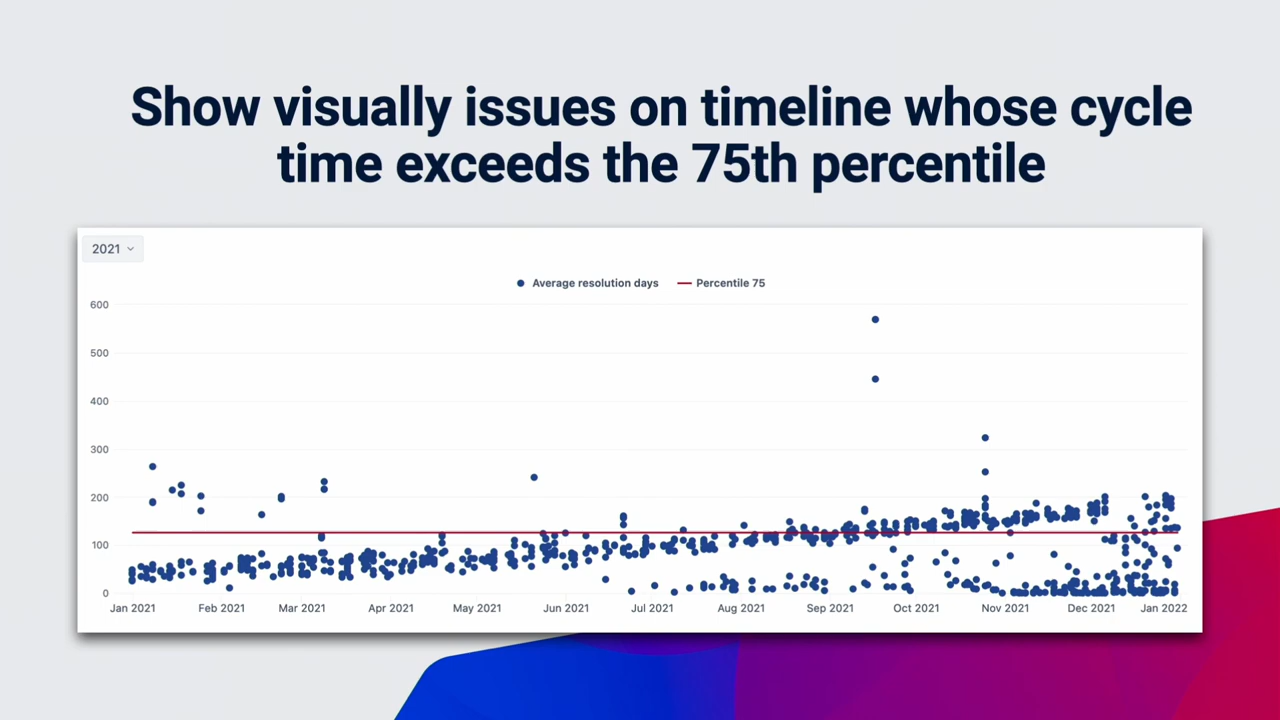 Show visually issues on timeline whose cycle
time exceeds the 75th percentile
2021
Average resolution days
Percentile 75
600
500
400
300
200
100
0
Jan 2021
Feb 2021
Mar 2021
Apr 2021
May 2021
Jun 2021
Jul 2021
Aug 2021
Sep 2021
Oct 2021
Nov 2021
Dec 2021
Jan 2022